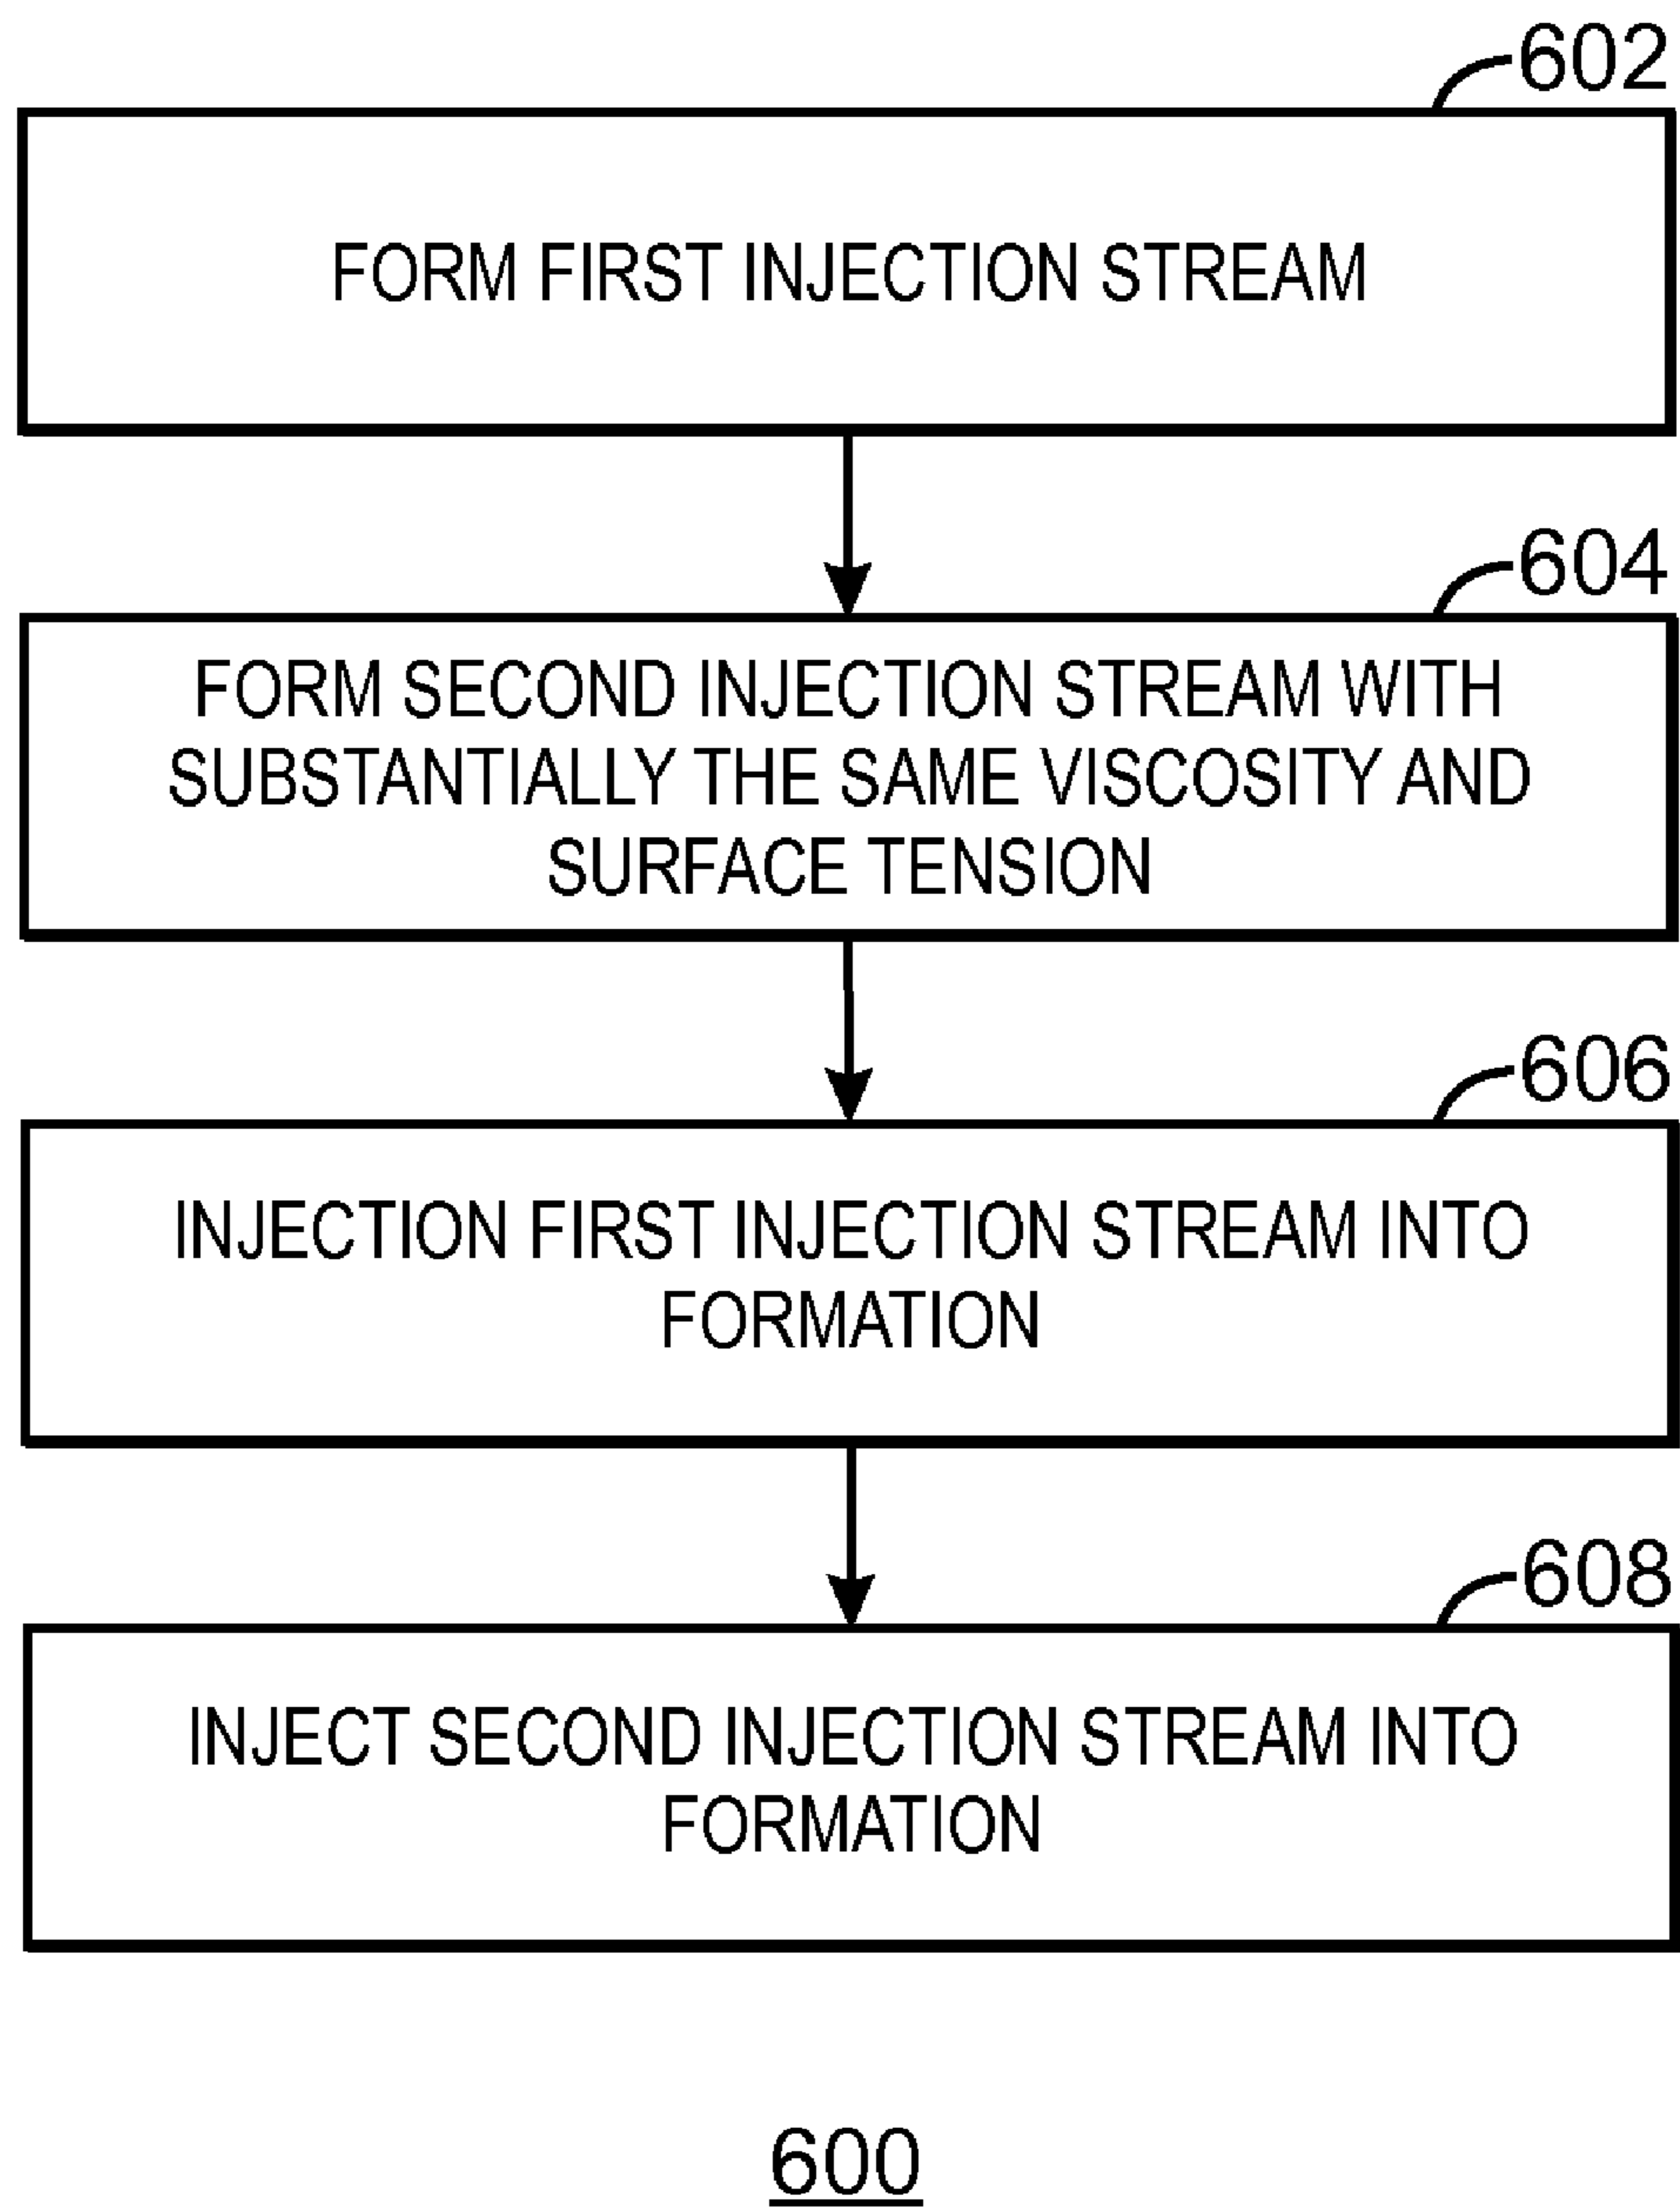 602
FORM FIRST INJECTION STREAM
604
FORM SECOND INJECTION STREAM WITH
SUBSTANTIALLY THE SAME VISCOSITY AND
SURFACE TENSION
606
INJECTION FIRST INJECTION STREAM INTO
FORMATION
608
INJECT SECOND INJECTION STREAM INTO
FORMATION
600